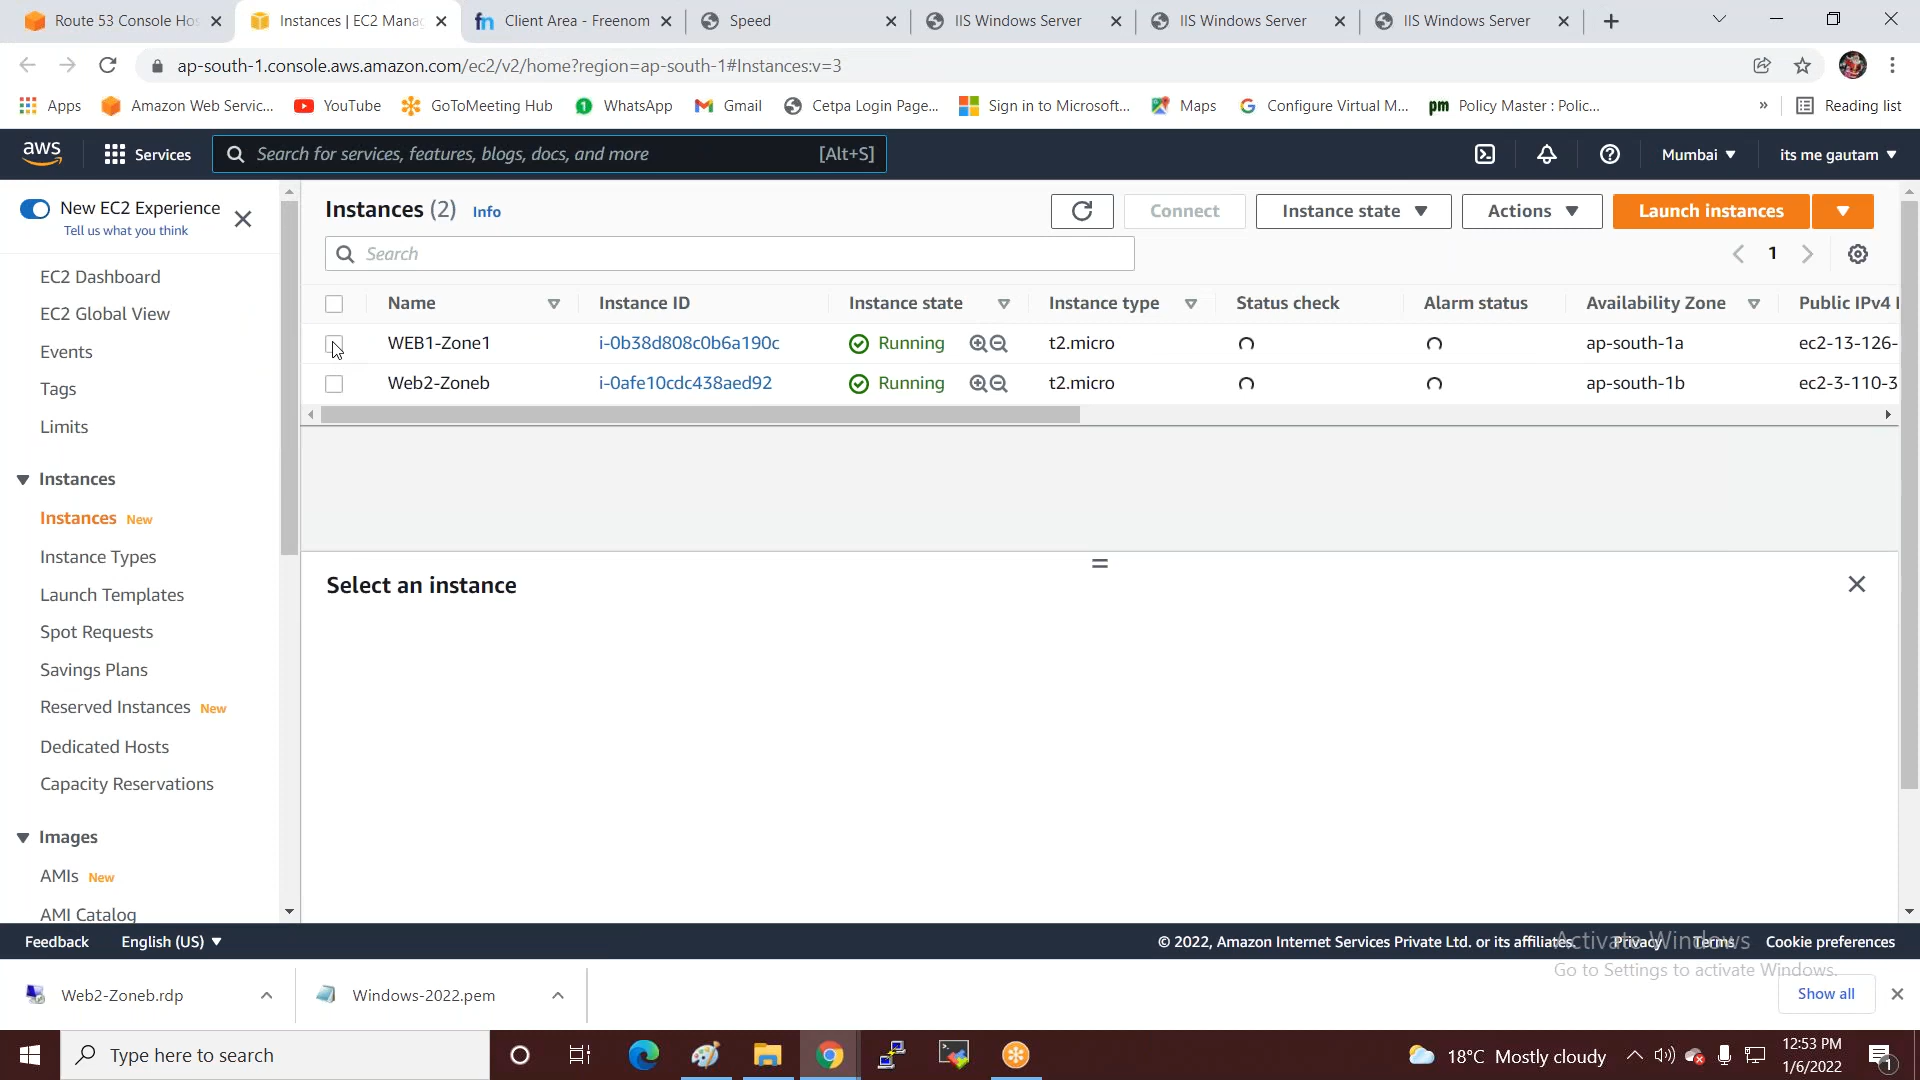 Route 53 Console Hos
Instances | EC2 Manag
Client Area - Freenom
Speed
IIS Windows Server
IIS Windows Server
IIS Windows Server
ap-south-1.console.aws.amazon.com/ec2/v2/home?region=ap-south-1#Instances:v=3
Apps
Amazon Web Servic...
YouTube
GoToMeeting Hub
WhatsApp
Gmail
Cetpa Login Page...
Sign in to Microsoft...
Maps
Configure Virtual M...
pm Policy Master : Polic...
»
Reading list
aws
Services
Search for services, features, blogs, docs, and more [Alt+S]
Mumbai
its me gautam
New EC2 Experience
Tell us what you think
EC2 Dashboard
EC2 Global View
Events
Tags
Limits
Instances
Instances New
Instance Types
Launch Templates
Spot Requests
Savings Plans
Reserved Instances New
Dedicated Hosts
Capacity Reservations
Images
AMIs New
AMI Catalog
Instances (2) Info
Connect
Instance state
Actions
Launch instances
Search
1
Name Instance ID Instance state Instance type Status check Alarm status Availability Zone Public IPv4
WEB1-Zone1 i-0b38d808c0b6a190c Running t2.micro ap-south-1a ec2-13-126-
Web2-Zoneb i-0afe10cdc438aed92 Running t2.micro ap-south-1b ec2-3-110-3
Select an instance
Feedback English (US)
© 2022, Amazon Internet Services Private Ltd. or its affiliates. Privacy Terms Cookie preferences
Activate Windows
Go to Settings to activate Windows.
Web2-Zoneb.rdp
Windows-2022.pem
Show all
Type here to search
18°C Mostly cloudy
12:53 PM
1/6/2022
1